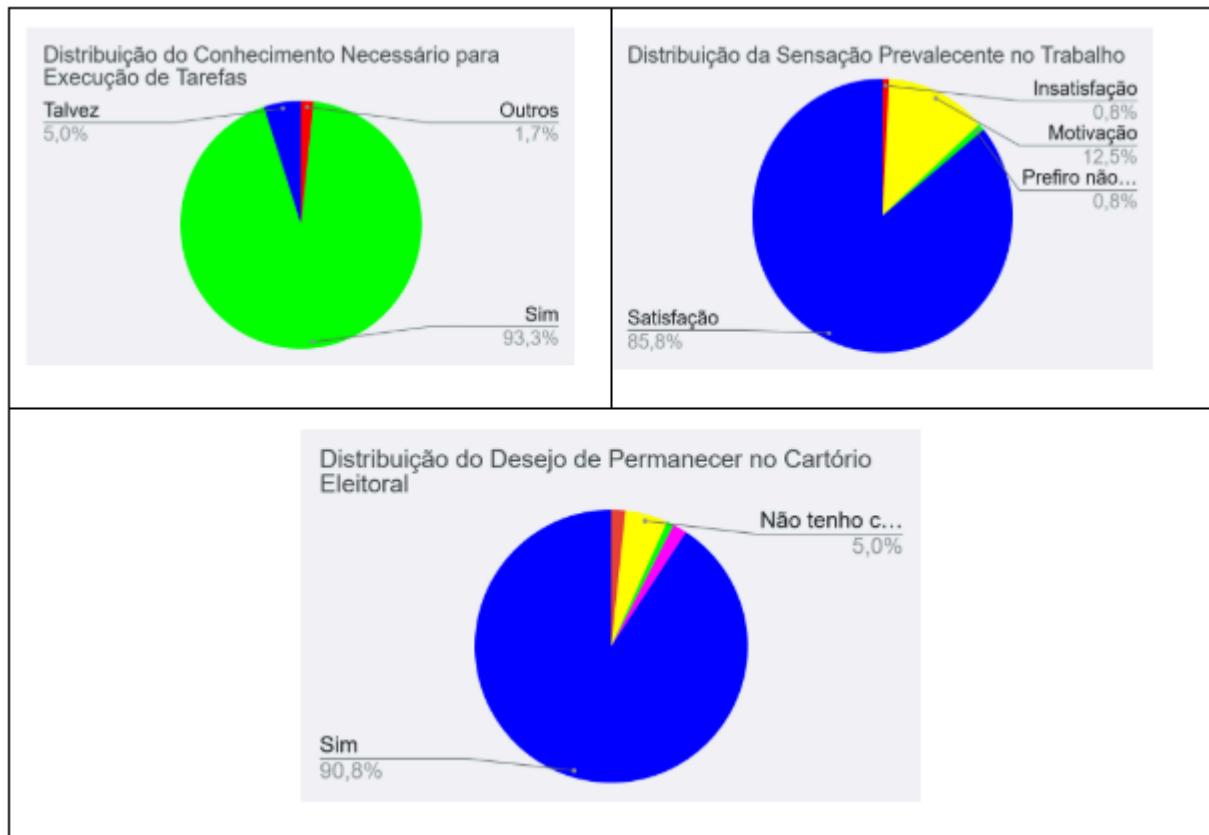 Distribuição do Conhecimento Necessário para
Execução de Tarefas
Talvez
5,0%
Outros
1,7%
Sim
93,3%
Distribuição da Sensação Prevalecente no Trabalho
Insatisfação
0,8%
Motivação
12,5%
Prefiro não...
0,8%
Satisfação
85,8%
Distribuição do Desejo de Permanecer no Cartório
Eleitoral
Não tenho c...
5,0%
Sim
90,8%